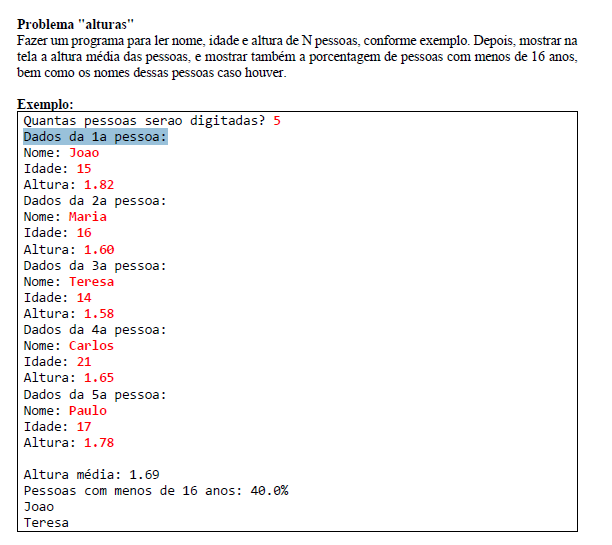 Problema "alturas"
Fazer um programa para ler nome, idade e altura de N pessoas, conforme exemplo. Depois, mostrar na
tela a altura média das pessoas, e mostrar também a porcentagem de pessoas com menos de 16 anos,
bem como os nomes dessas pessoas caso houver.
Exemplo:
Quantas pessoas serao digitadas? 5
Dados da 1a pessoa:
Nome: Joao
Idade: 15
Altura: 1.82
Dados da 2a pessoa:
Nome: Maria
Idade: 16
Altura: 1.60
Dados da 3a pessoa:
Nome: Teresa
Idade: 14
Altura: 1.58
Dados da 4a pessoa:
Nome: Carlos
Idade: 21
Altura: 1.65
Dados da 5a pessoa:
Nome: Paulo
Idade: 17
Altura: 1.78
Altura média: 1.69
Pessoas com menos de 16 anos: 40.0%
Joao
Teresa